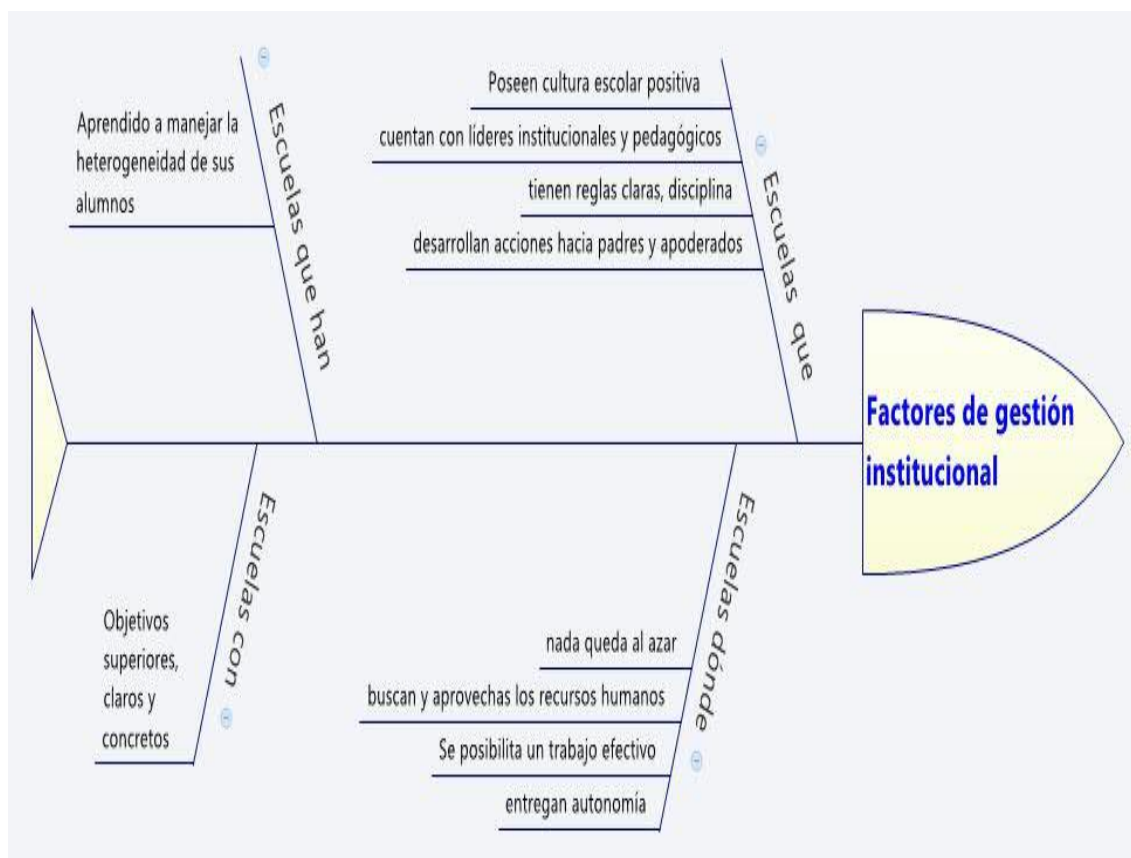 Escuelas que han
Aprendido a manejar la
heterogeneidad de sus
alumnos
Escuelas que
Poseen cultura escolar positiva
cuentan con líderes institucionales y pedagógicos
tienen reglas claras, disciplina
desarrollan acciones hacia padres y apoderados
Factores de gestión
institucional
Escuelas con
Objetivos
superiores,
claros y
concretos
Escuelas dónde
nada queda al azar
buscan y aprovechas los recursos humanos
Se posibilita un trabajo efectivo
entregan autonomía